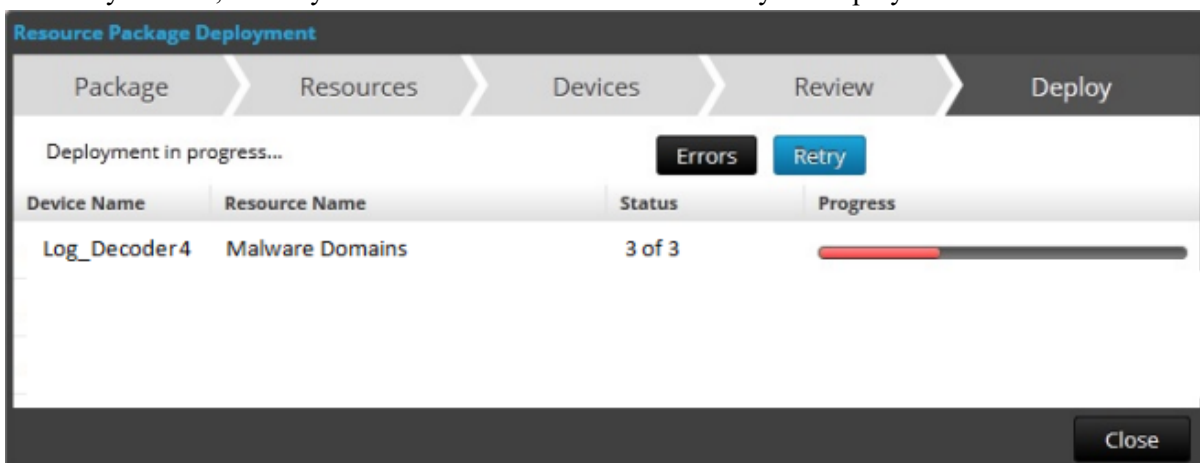 Resource Package Deployment
Package Resources Devices Review Deploy
Deployment in progress... Errors Retry
Device Name Resource Name Status Progress
Log_Decoder4 Malware Domains 3 of 3
Close